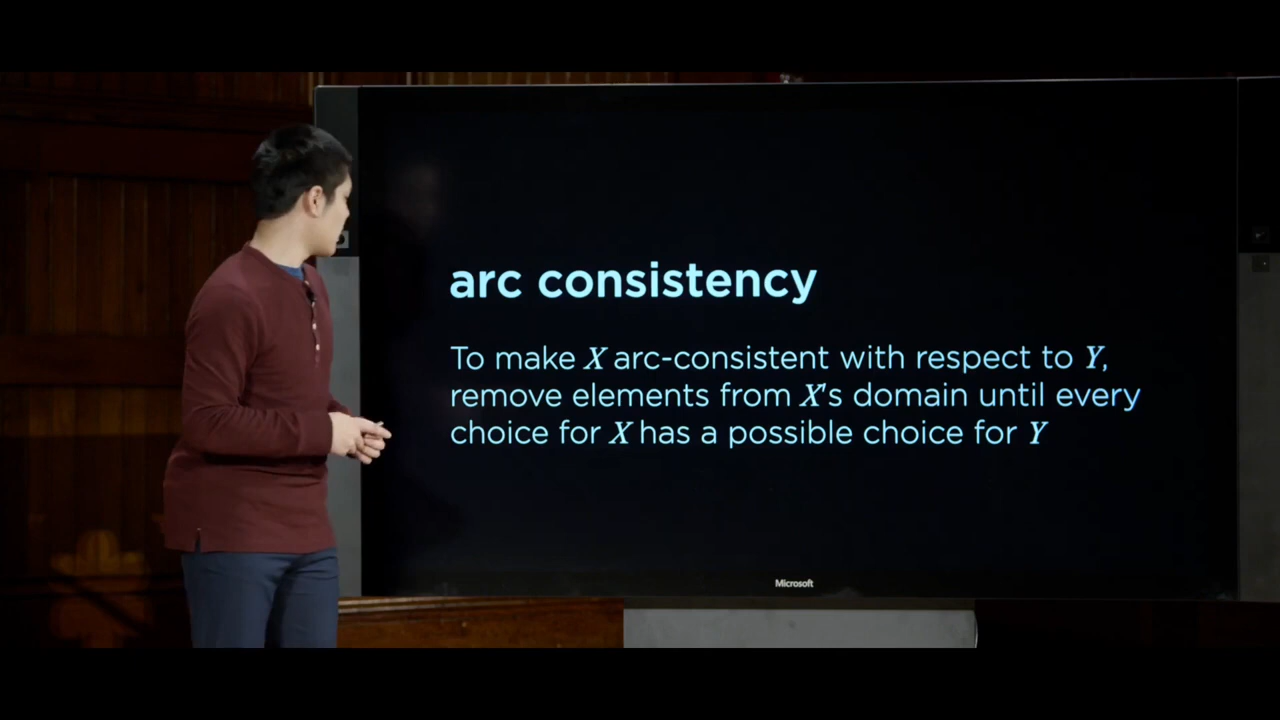 arc consistency
To make X arc-consistent with respect to Y,
remove elements from X's domain until every
choice for X has a possible choice for Y
Microsoft